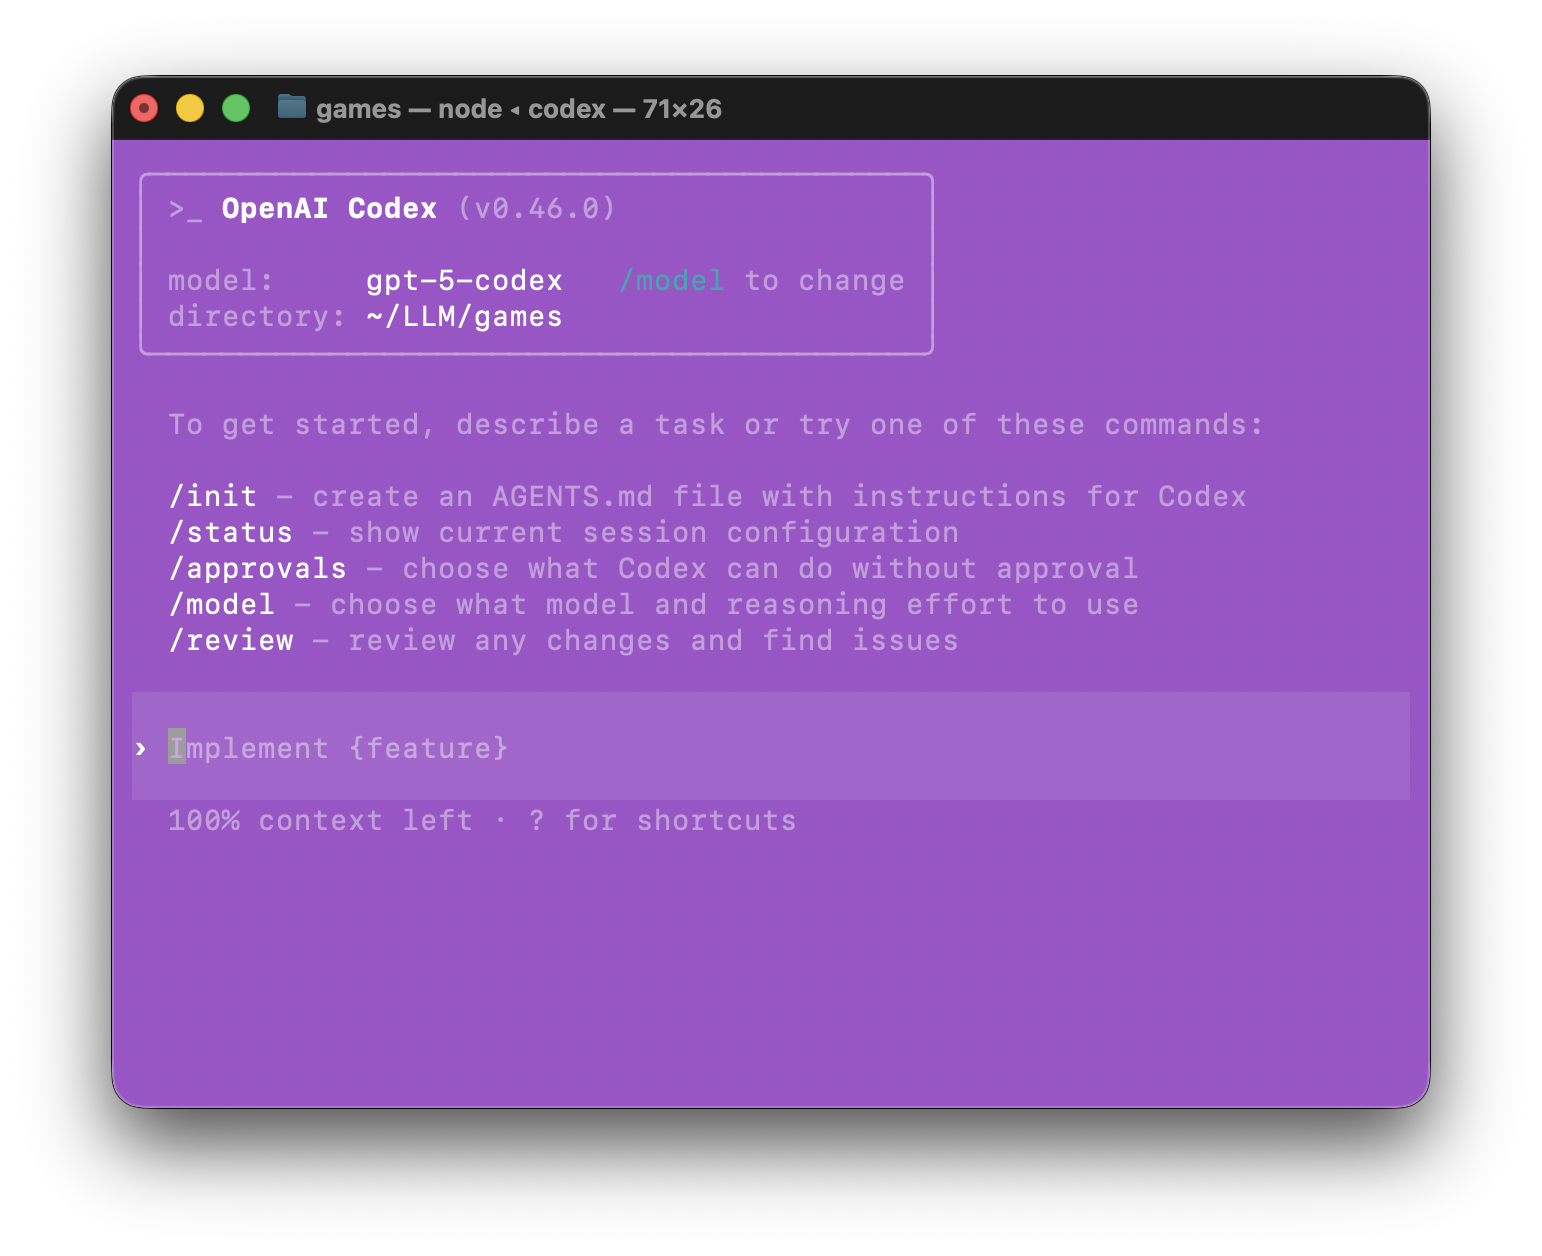 games — node ◂ codex — 71×26
>_ OpenAI Codex (v0.46.0)
model:     gpt-5-codex   /model to change
directory: ~/LLM/games
To get started, describe a task or try one of these commands:
/init – create an AGENTS.md file with instructions for Codex
/status – show current session configuration
/approvals – choose what Codex can do without approval
/model – choose what model and reasoning effort to use
/review – review any changes and find issues
› Implement {feature}
100% context left · ? for shortcuts